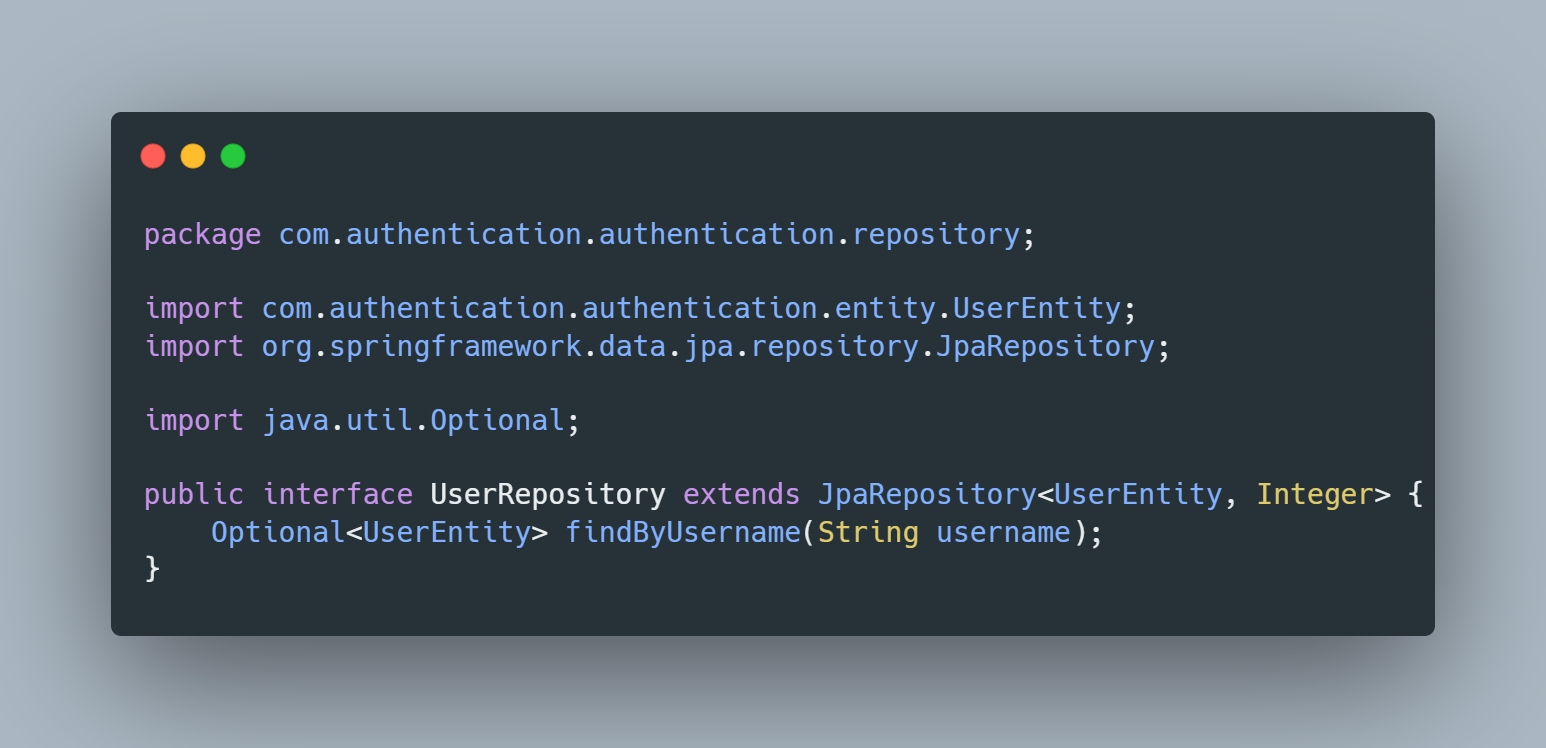 package com.authentication.authentication.repository;

import com.authentication.authentication.entity.UserEntity;
import org.springframework.data.jpa.repository.JpaRepository;

import java.util.Optional;

public interface UserRepository extends JpaRepository<UserEntity, Integer> {
    Optional<UserEntity> findByUsername(String username);
}